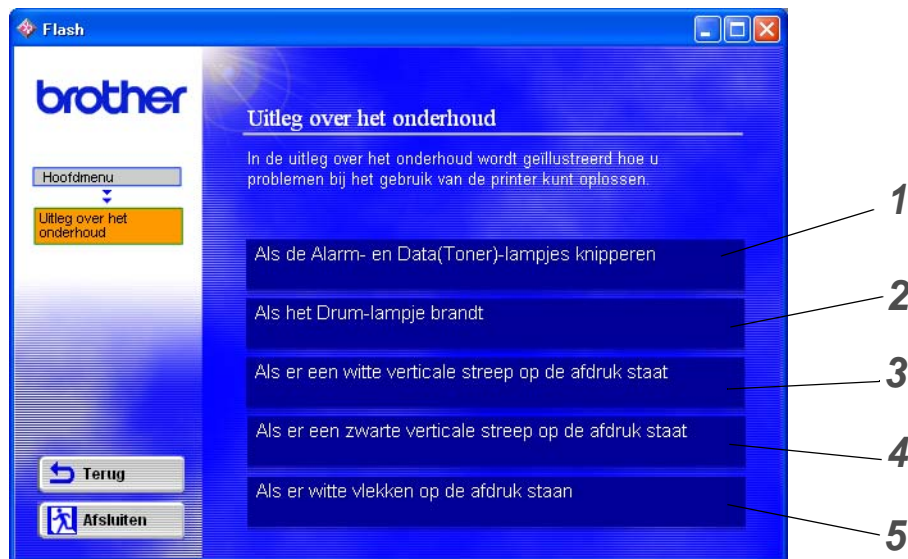 Flash
brother
Hoofdmenu
Uitleg over het
onderhoud
Terug
Afsluiten
Uitleg over het onderhoud
In de uitleg over het onderhoud wordt geïllustreerd hoe u
problemen bij het gebruik van de printer kunt oplossen.
Als de Alarm- en Data(Toner)-lampjes knipperen
1
Als het Drum-lampje brandt
2
Als er een witte verticale streep op de afdruk staat
3
Als er een zwarte verticale streep op de afdruk staat
4
Als er witte vlekken op de afdruk staan
5